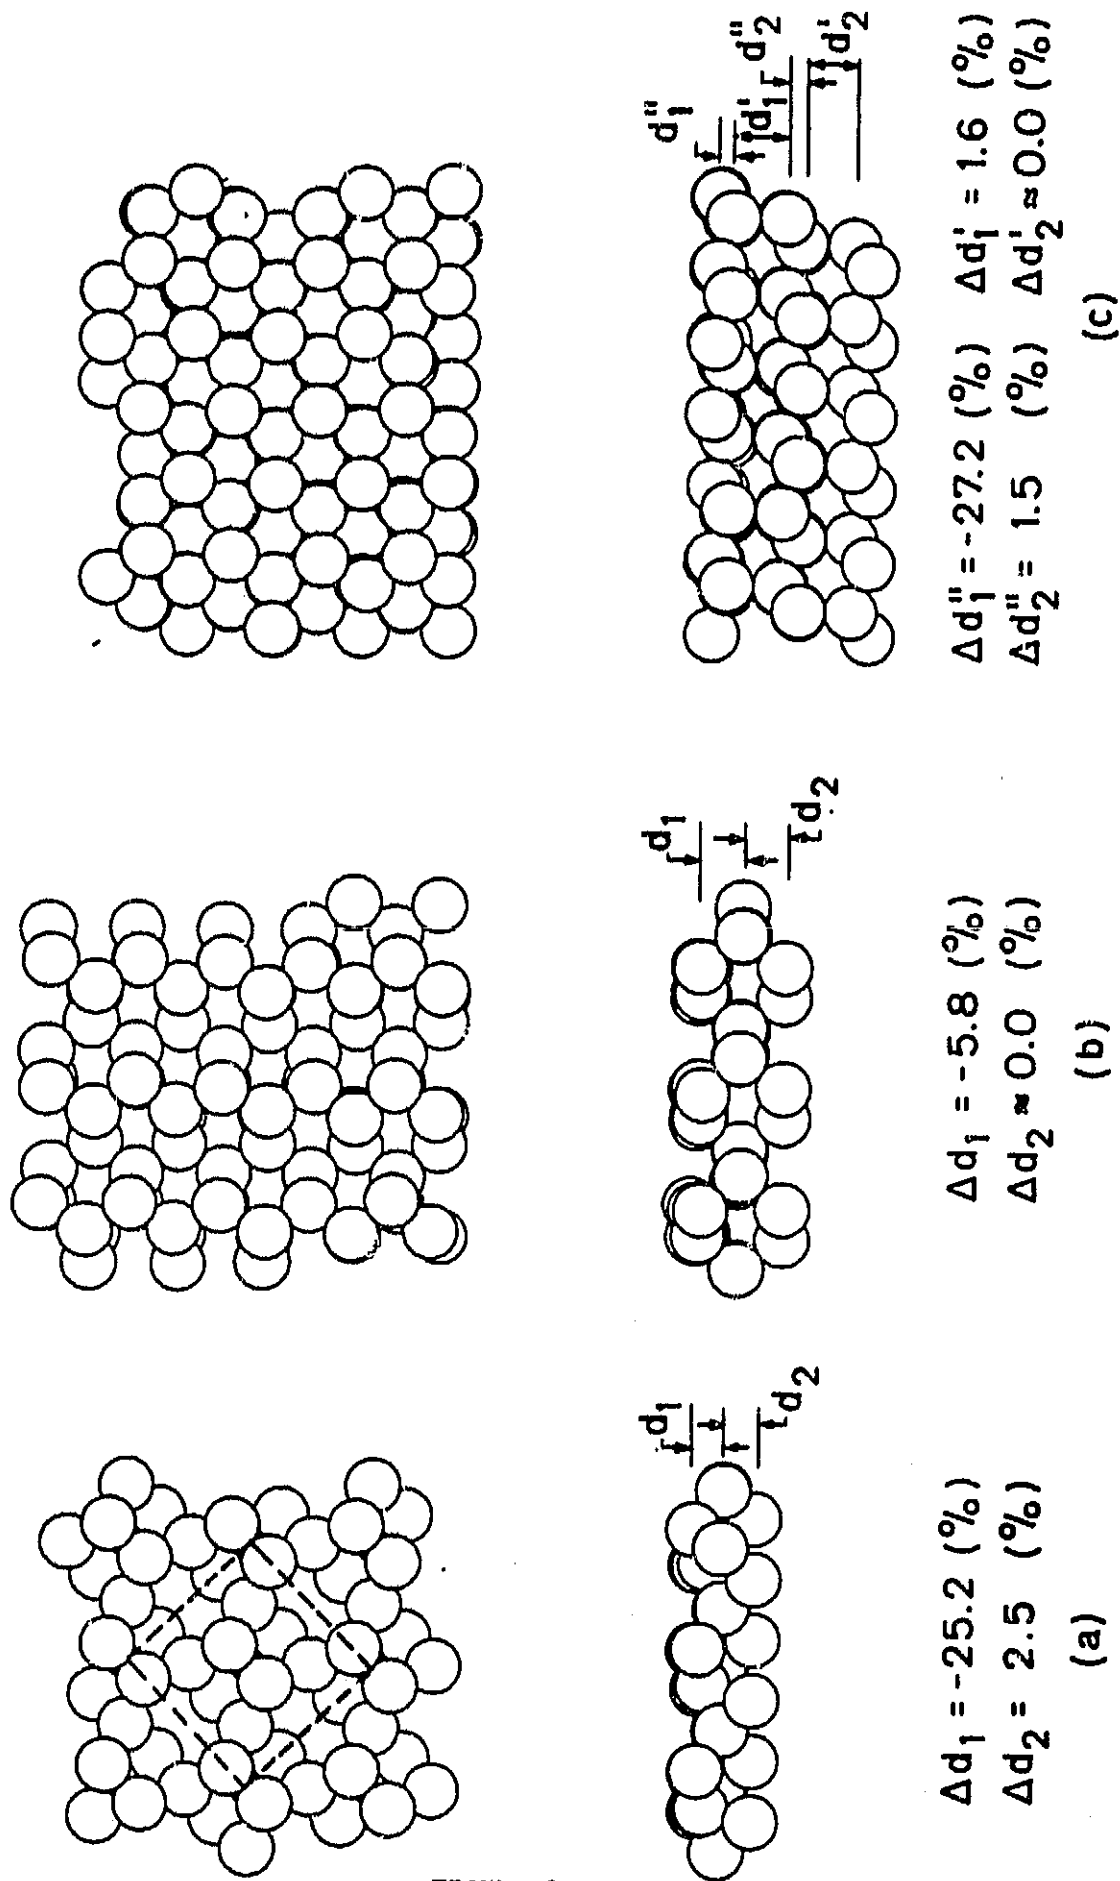 d₁
d₂
Δd₁ = -25.2 (%)
Δd₂ = 2.5 (%)
(a)
d₁
d₂
Δd₁ = -5.8 (%)
Δd₂ ≈ 0.0 (%)
(b)
d₁"
d₁'
d₂"
d₂'
Δd₁" = -27.2 (%) Δd₁' = 1.6 (%)
Δd₂" = 1.5 (%) Δd₂' ≈ 0.0 (%)
(c)